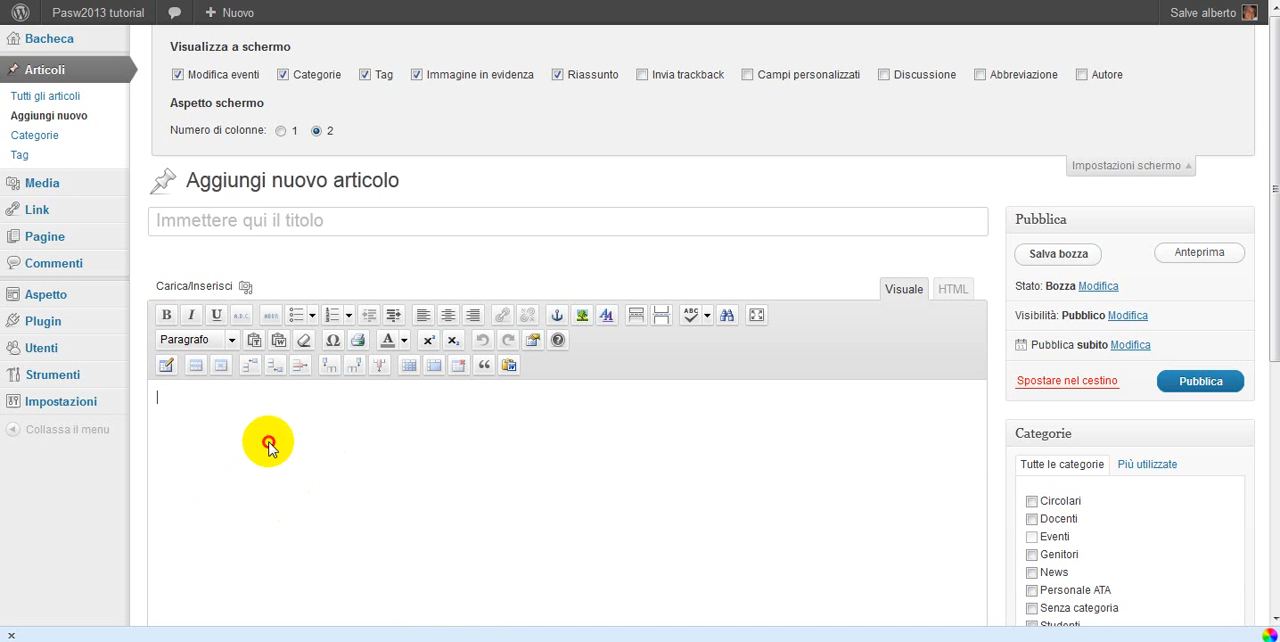 Pasw2013 tutorial Nuovo Salve alberto
Bacheca
Articoli
Tutti gli articoli
Aggiungi nuovo
Categorie
Tag
Media
Link
Pagine
Commenti
Aspetto
Plugin
Utenti
Strumenti
Impostazioni
Collassa il menu
Visualizza a schermo
Modifica eventi Categorie Tag Immagine in evidenza Riassunto Invia trackback Campi personalizzati Discussione Abbreviazione Autore
Aspetto schermo
Numero di colonne: 1 2
Impostazioni schermo
Aggiungi nuovo articolo
Immettere qui il titolo
Carica/Inserisci
Visuale HTML
B I U A.B.C. ABC
Paragrafo
Pubblica
Salva bozza Anteprima
Stato: Bozza Modifica
Visibilità: Pubblico Modifica
Pubblica subito Modifica
Spostare nel cestino Pubblica
Categorie
Tutte le categorie Più utilizzate
Circolari
Docenti
Eventi
Genitori
News
Personale ATA
Senza categoria
Studenti